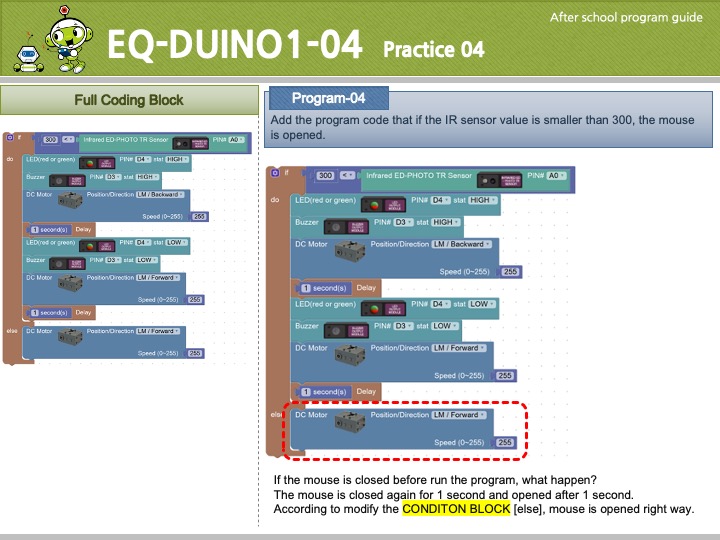 After school program guide
EQ-DUINO1-04 Practice 04
Full Coding Block
if 300 < Infrared ED-PHOTO TR Sensor PIN# A0
do LED(red or green) PIN# D4 stat HIGH
Buzzer PIN# D3 stat HIGH
DC Motor Position/Direction LM / Backward
Speed (0~255) 255
1 second(s) Delay
LED(red or green) PIN# D4 stat LOW
Buzzer PIN# D3 stat LOW
DC Motor Position/Direction LM / Forward
Speed (0~255) 255
1 second(s) Delay
else DC Motor Position/Direction LM / Forward
Speed (0~255) 255
Program-04
Add the program code that if the IR sensor value is smaller than 300, the mouse
is opened.
if 300 < Infrared ED-PHOTO TR Sensor PIN# A0
do LED(red or green) PIN# D4 stat HIGH
Buzzer PIN# D3 stat HIGH
DC Motor Position/Direction LM / Backward
Speed (0~255) 255
1 second(s) Delay
LED(red or green) PIN# D4 stat LOW
Buzzer PIN# D3 stat LOW
DC Motor Position/Direction LM / Forward
Speed (0~255) 255
1 second(s) Delay
else DC Motor Position/Direction LM / Forward
Speed (0~255) 255
If the mouse is closed before run the program, what happen?
The mouse is closed again for 1 second and opened after 1 second.
According to modify the CONDITON BLOCK [else], mouse is opened right way.